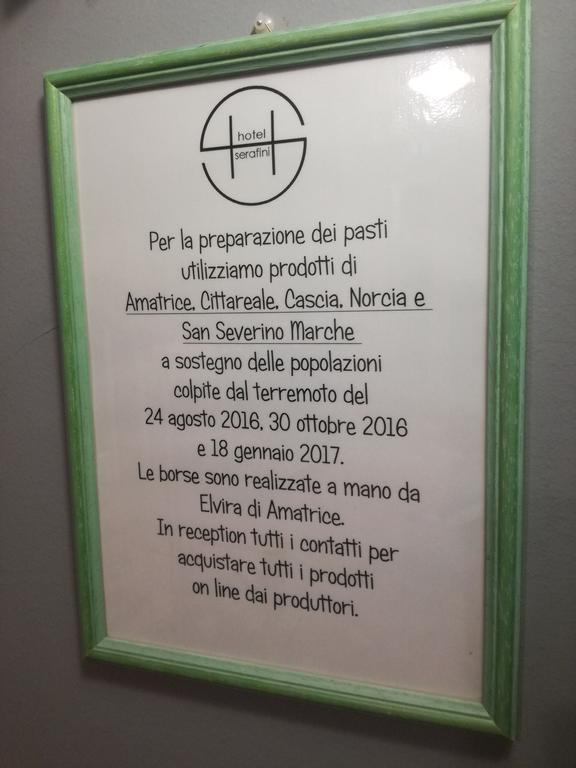 hotel
serafini
Per la preparazione dei pasti
utilizziamo prodotti di
Amatrice, Cittareale, Cascia, Norcia e
San Severino Marche
a sostegno delle popolazioni
colpite dal terremoto del
24 agosto 2016, 30 ottobre 2016
e 18 gennaio 2017.
Le borse sono realizzate a mano da
Elvira di Amatrice.
In reception tutti i contatti per
acquistare tutti i prodotti
on line dai produttori.